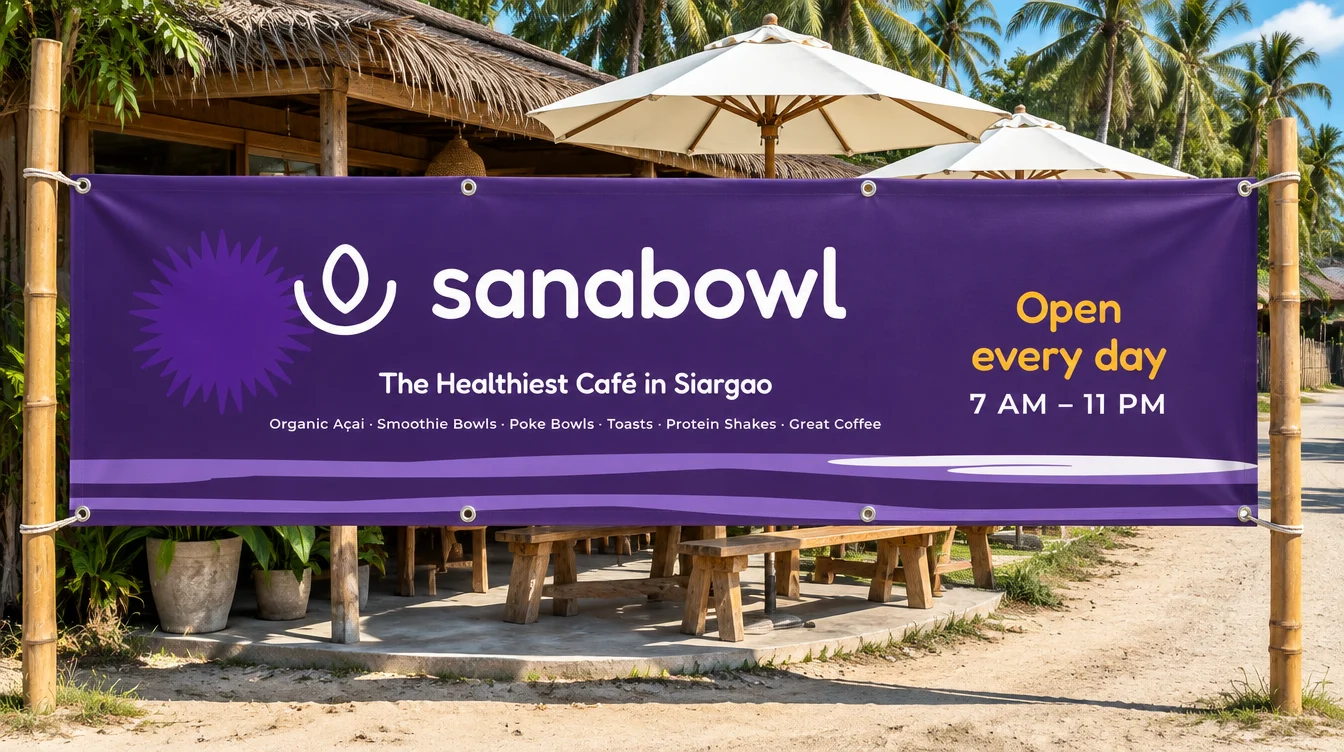 sanabowl
The Healthiest Café in Siargao
Organic Açai · Smoothie Bowls · Poke Bowls · Toasts · Protein Shakes · Great Coffee
Open
every day
7 AM – 11 PM